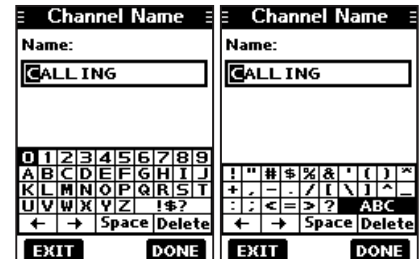 Channel Name
Name:
CALLING
0 1 2 3 4 5 6 7 8 9
A B C D E F G H I J
K L M N O P Q R S T
U V W X Y Z !$?
← → Space Delete
EXIT DONE
Channel Name
Name:
CALLING
! " # $ % & ' ( ) ~
+ , - . / [ \ ] ^ _
: ; < = > ? ABC
← → Space Delete
EXIT DONE